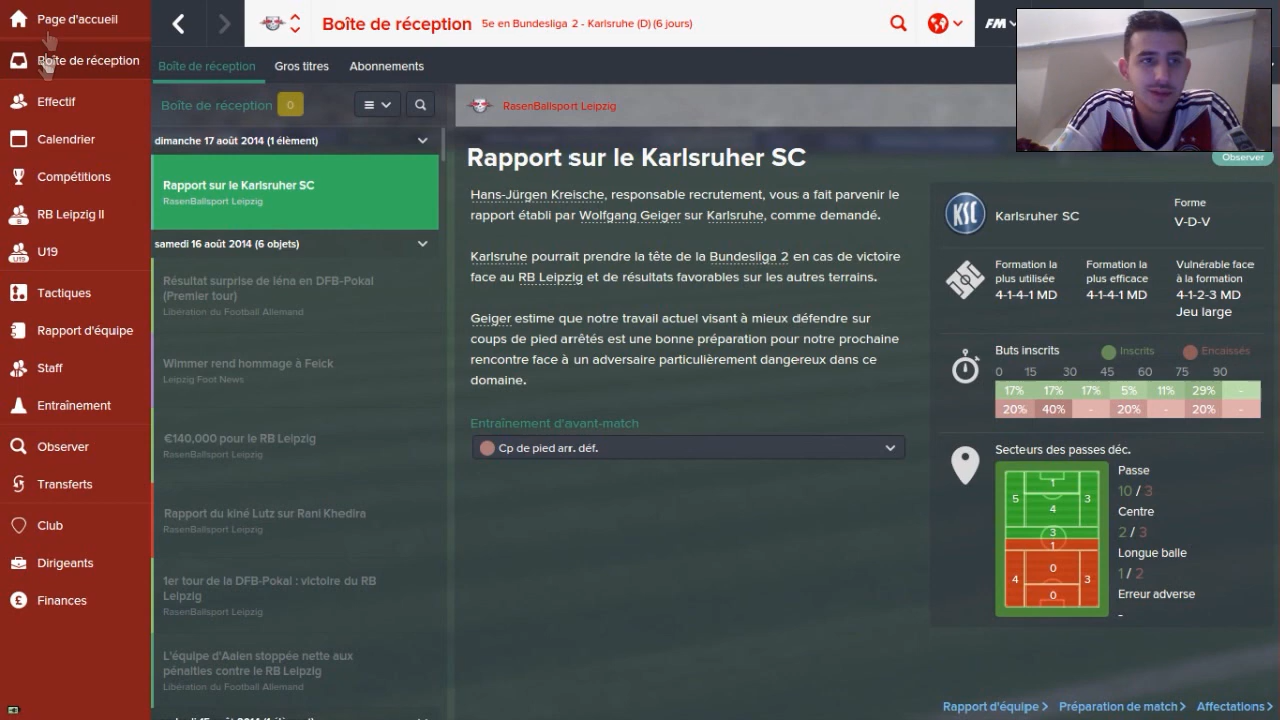 Page d'accueil
Boîte de réception
Effectif
Calendrier
Compétitions
RB Leipzig II
U19
Tactiques
Rapport d'équipe
Staff
Entraînement
Observer
Transferts
Club
Dirigeants
Finances
Boîte de réception 5e en Bundesliga 2 - Karlsruhe (D) (6 jours)
FM
Boîte de réception Gros titres Abonnements
Boîte de réception 0
dimanche 17 août 2014 (1 élément)
Rapport sur le Karlsruher SC
RasenBallsport Leipzig
samedi 16 août 2014 (6 objets)
Résultat surprise de Iéna en DFB-Pokal
(Premier tour)
Libération du Football Allemand
Wimmer rend hommage à Feick
Leipzig Foot News
€140,000 pour le RB Leipzig
RasenBallsport Leipzig
Rapport du kiné Lutz sur Rani Khedira
RasenBallsport Leipzig
1er tour de la DFB-Pokal : victoire du RB
Leipzig
RasenBallsport Leipzig
L'équipe d'Aalen stoppée nette aux
pénalties contre le RB Leipzig
Libération du Football Allemand
RasenBallsport Leipzig
Observer
Rapport sur le Karlsruher SC
Hans-Jürgen Kreische, responsable recrutement, vous a fait parvenir le
rapport établi par Wolfgang Geiger sur Karlsruhe, comme demandé.
Karlsruhe pourrait prendre la tête de la Bundesliga 2 en cas de victoire
face au RB Leipzig et de résultats favorables sur les autres terrains.
Geiger estime que notre travail actuel visant à mieux défendre sur
coups de pied arrêtés est une bonne préparation pour notre prochaine
rencontre face à un adversaire particulièrement dangereux dans ce
domaine.
Entraînement d'avant-match
Cp de pied arr. déf.
KSC
Karlsruher SC
Forme
V-D-V
Formation la
plus utilisée
4-1-4-1 MD
Formation la
plus efficace
4-1-4-1 MD
Vulnérable face
à la formation
4-1-2-3 MD
Jeu large
Buts inscrits Inscrits Encaissés
0 15 30 45 60 75 90
17% 17% 17% 5% 11% 29% -
20% 40% - 20% - 20% -
Secteurs des passes déc.
1
5 3
4
3
1
0
4 3
0
Passe
10 / 3
Centre
2 / 3
Longue balle
1 / 2
Erreur adverse
-
Rapport d'équipe Préparation de match Affectations